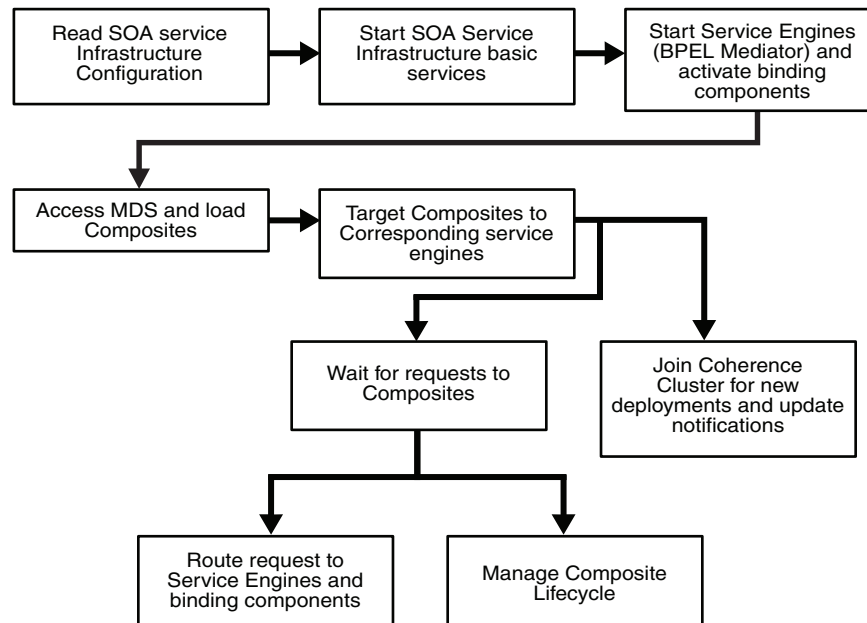 Read SOA service
Infrastructure
Configuration
Start SOA Service
Infrastructure basic
services
Start Service Engines
(BPEL Mediator) and
activate binding
components
Access MDS and load
Composites
Target Composites to
Corresponding service
engines
Wait for requests to
Composites
Join Coherence
Cluster for new
deployments and update
notifications
Route request to
Service Engines and
binding components
Manage Composite
Lifecycle